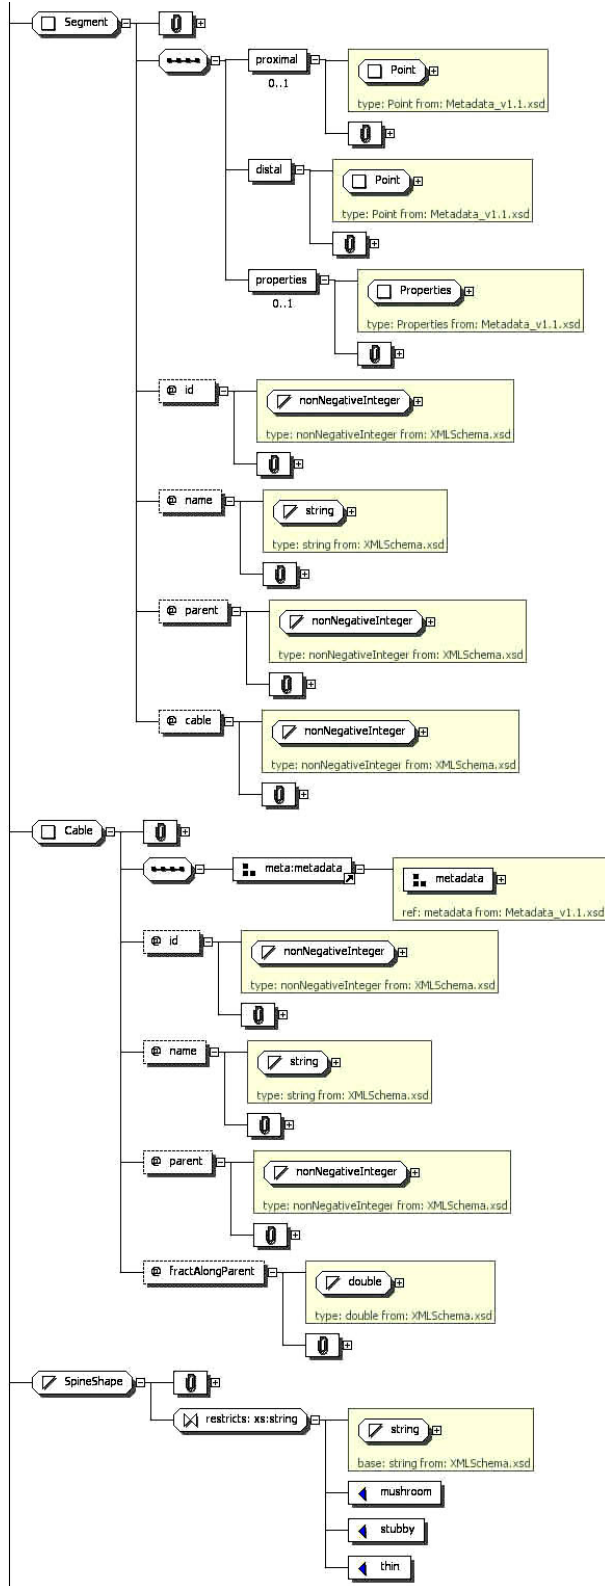 Segment
proximal
0..1
Point
type: Point from: Metadata_v1.1.xsd
distal
Point
type: Point from: Metadata_v1.1.xsd
properties
0..1
Properties
type: Properties from: Metadata_v1.1.xsd
@ id
nonNegativeInteger
type: nonNegativeInteger from: XMLSchema.xsd
@ name
string
type: string from: XMLSchema.xsd
@ parent
nonNegativeInteger
type: nonNegativeInteger from: XMLSchema.xsd
@ cable
nonNegativeInteger
type: nonNegativeInteger from: XMLSchema.xsd
Cable
meta:metadata
metadata
ref: metadata from: Metadata_v1.1.xsd
@ id
nonNegativeInteger
type: nonNegativeInteger from: XMLSchema.xsd
@ name
string
type: string from: XMLSchema.xsd
@ parent
nonNegativeInteger
type: nonNegativeInteger from: XMLSchema.xsd
@ fractAlongParent
double
type: double from: XMLSchema.xsd
SpineShape
restricts: xs:string
string
base: string from: XMLSchema.xsd
mushroom
stubby
thin